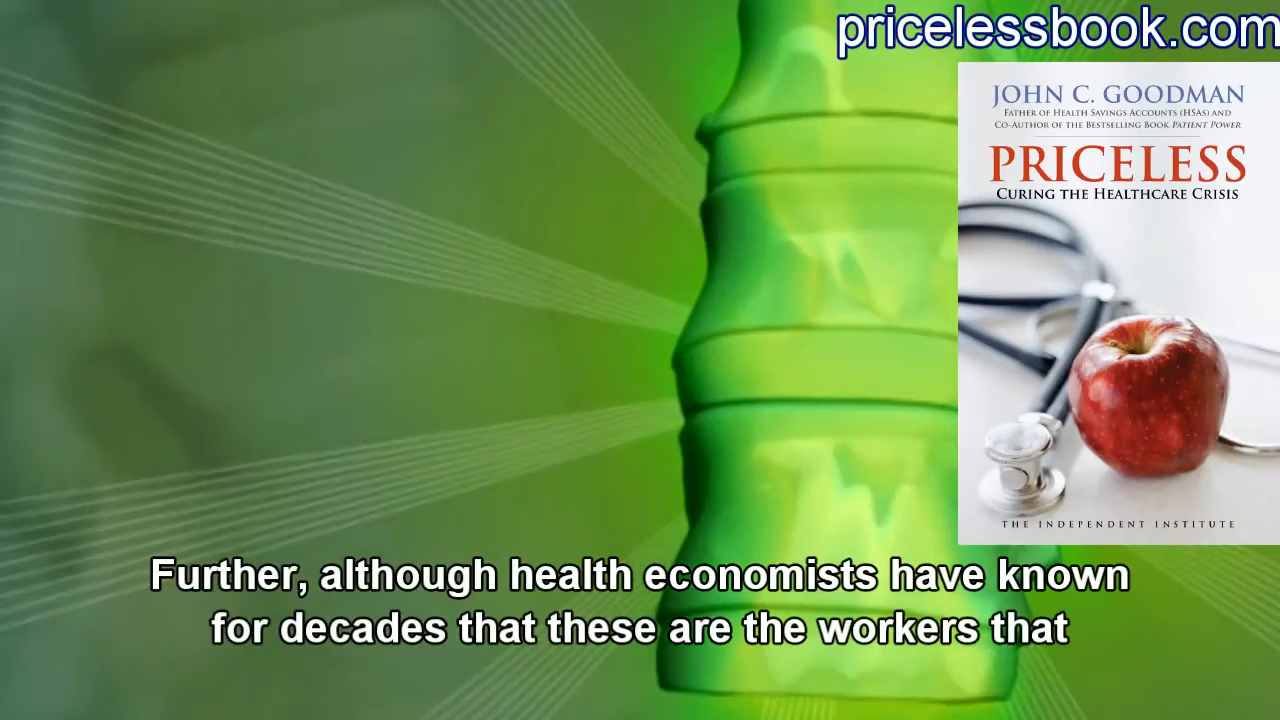 pricelessbook.com
JOHN C. GOODMAN
FATHER OF HEALTH SAVINGS ACCOUNTS (HSAS) AND
CO-AUTHOR OF THE BESTSELLING BOOK PATIENT POWER
PRICELESS
CURING THE HEALTHCARE CRISIS
THE INDEPENDENT INSTITUTE
Further, although health economists have known
for decades that these are the workers that